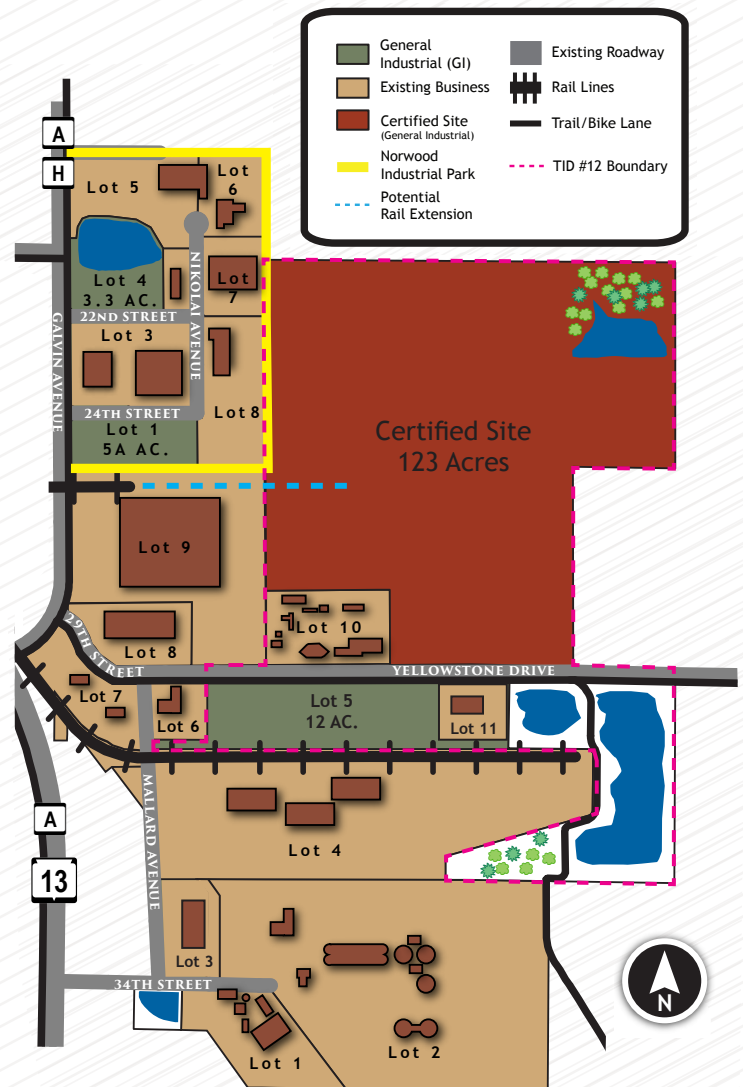 General
Industrial (GI)
Existing Business
Certified Site
(General Industrial)
Norwood
Industrial Park
Potential
Rail Extension
Existing Roadway
Rail Lines
Trail/Bike Lane
TID #12 Boundary
A
H
Lot 5
Lot
6
Lot 4
3.3 AC.
NIKOLAI AVENUE
Lot
7
22ND STREET
Lot 3
GALVIN AVENUE
24TH STREET
Lot 8
Lot 1
5A AC.
Certified Site
123 Acres
Lot 9
Lot 10
29TH STREET
Lot 8
YELLOWSTONE DRIVE
Lot 7
Lot 6
Lot 5
12 AC.
Lot 11
MALLARD AVENUE
A
13
Lot 4
Lot 3
34TH STREET
Lot 1
Lot 2
N